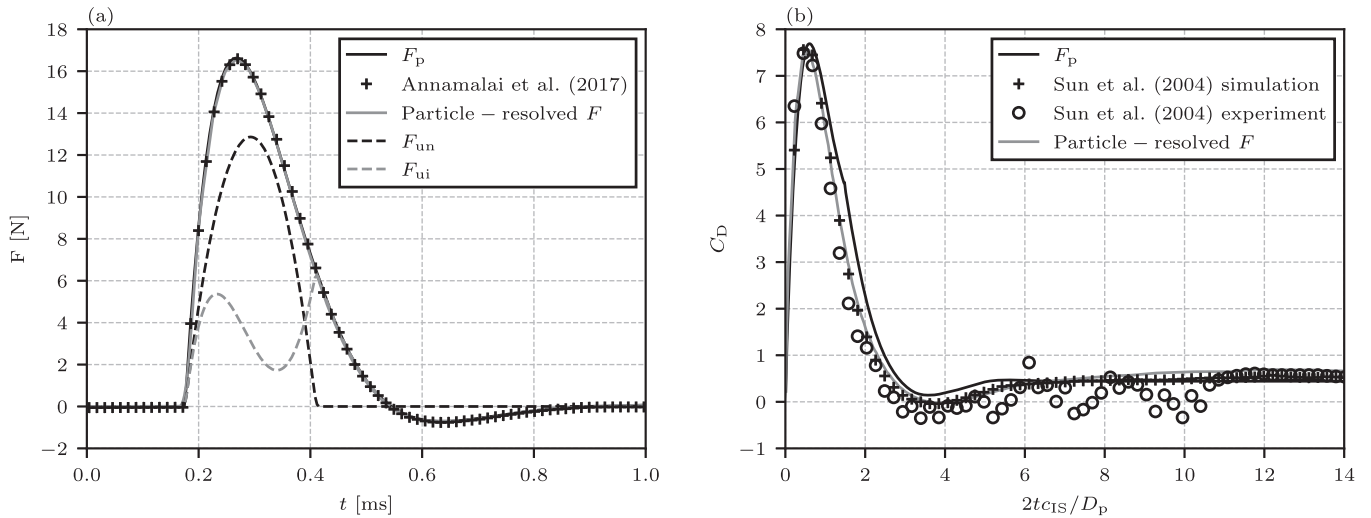 (a)
18
16
14
12
10
8
6
4
2
0
−2
F [N]
0.0 0.2 0.4 0.6 0.8 1.0
t [ms]
Fp
Annamalai et al. (2017)
Particle − resolved F
Fun
Fui
(b)
8
7
6
5
4
3
2
1
0
−1
CD
0 2 4 6 8 10 12 14
2tcIS/Dp
Fp
Sun et al. (2004) simulation
Sun et al. (2004) experiment
Particle − resolved F